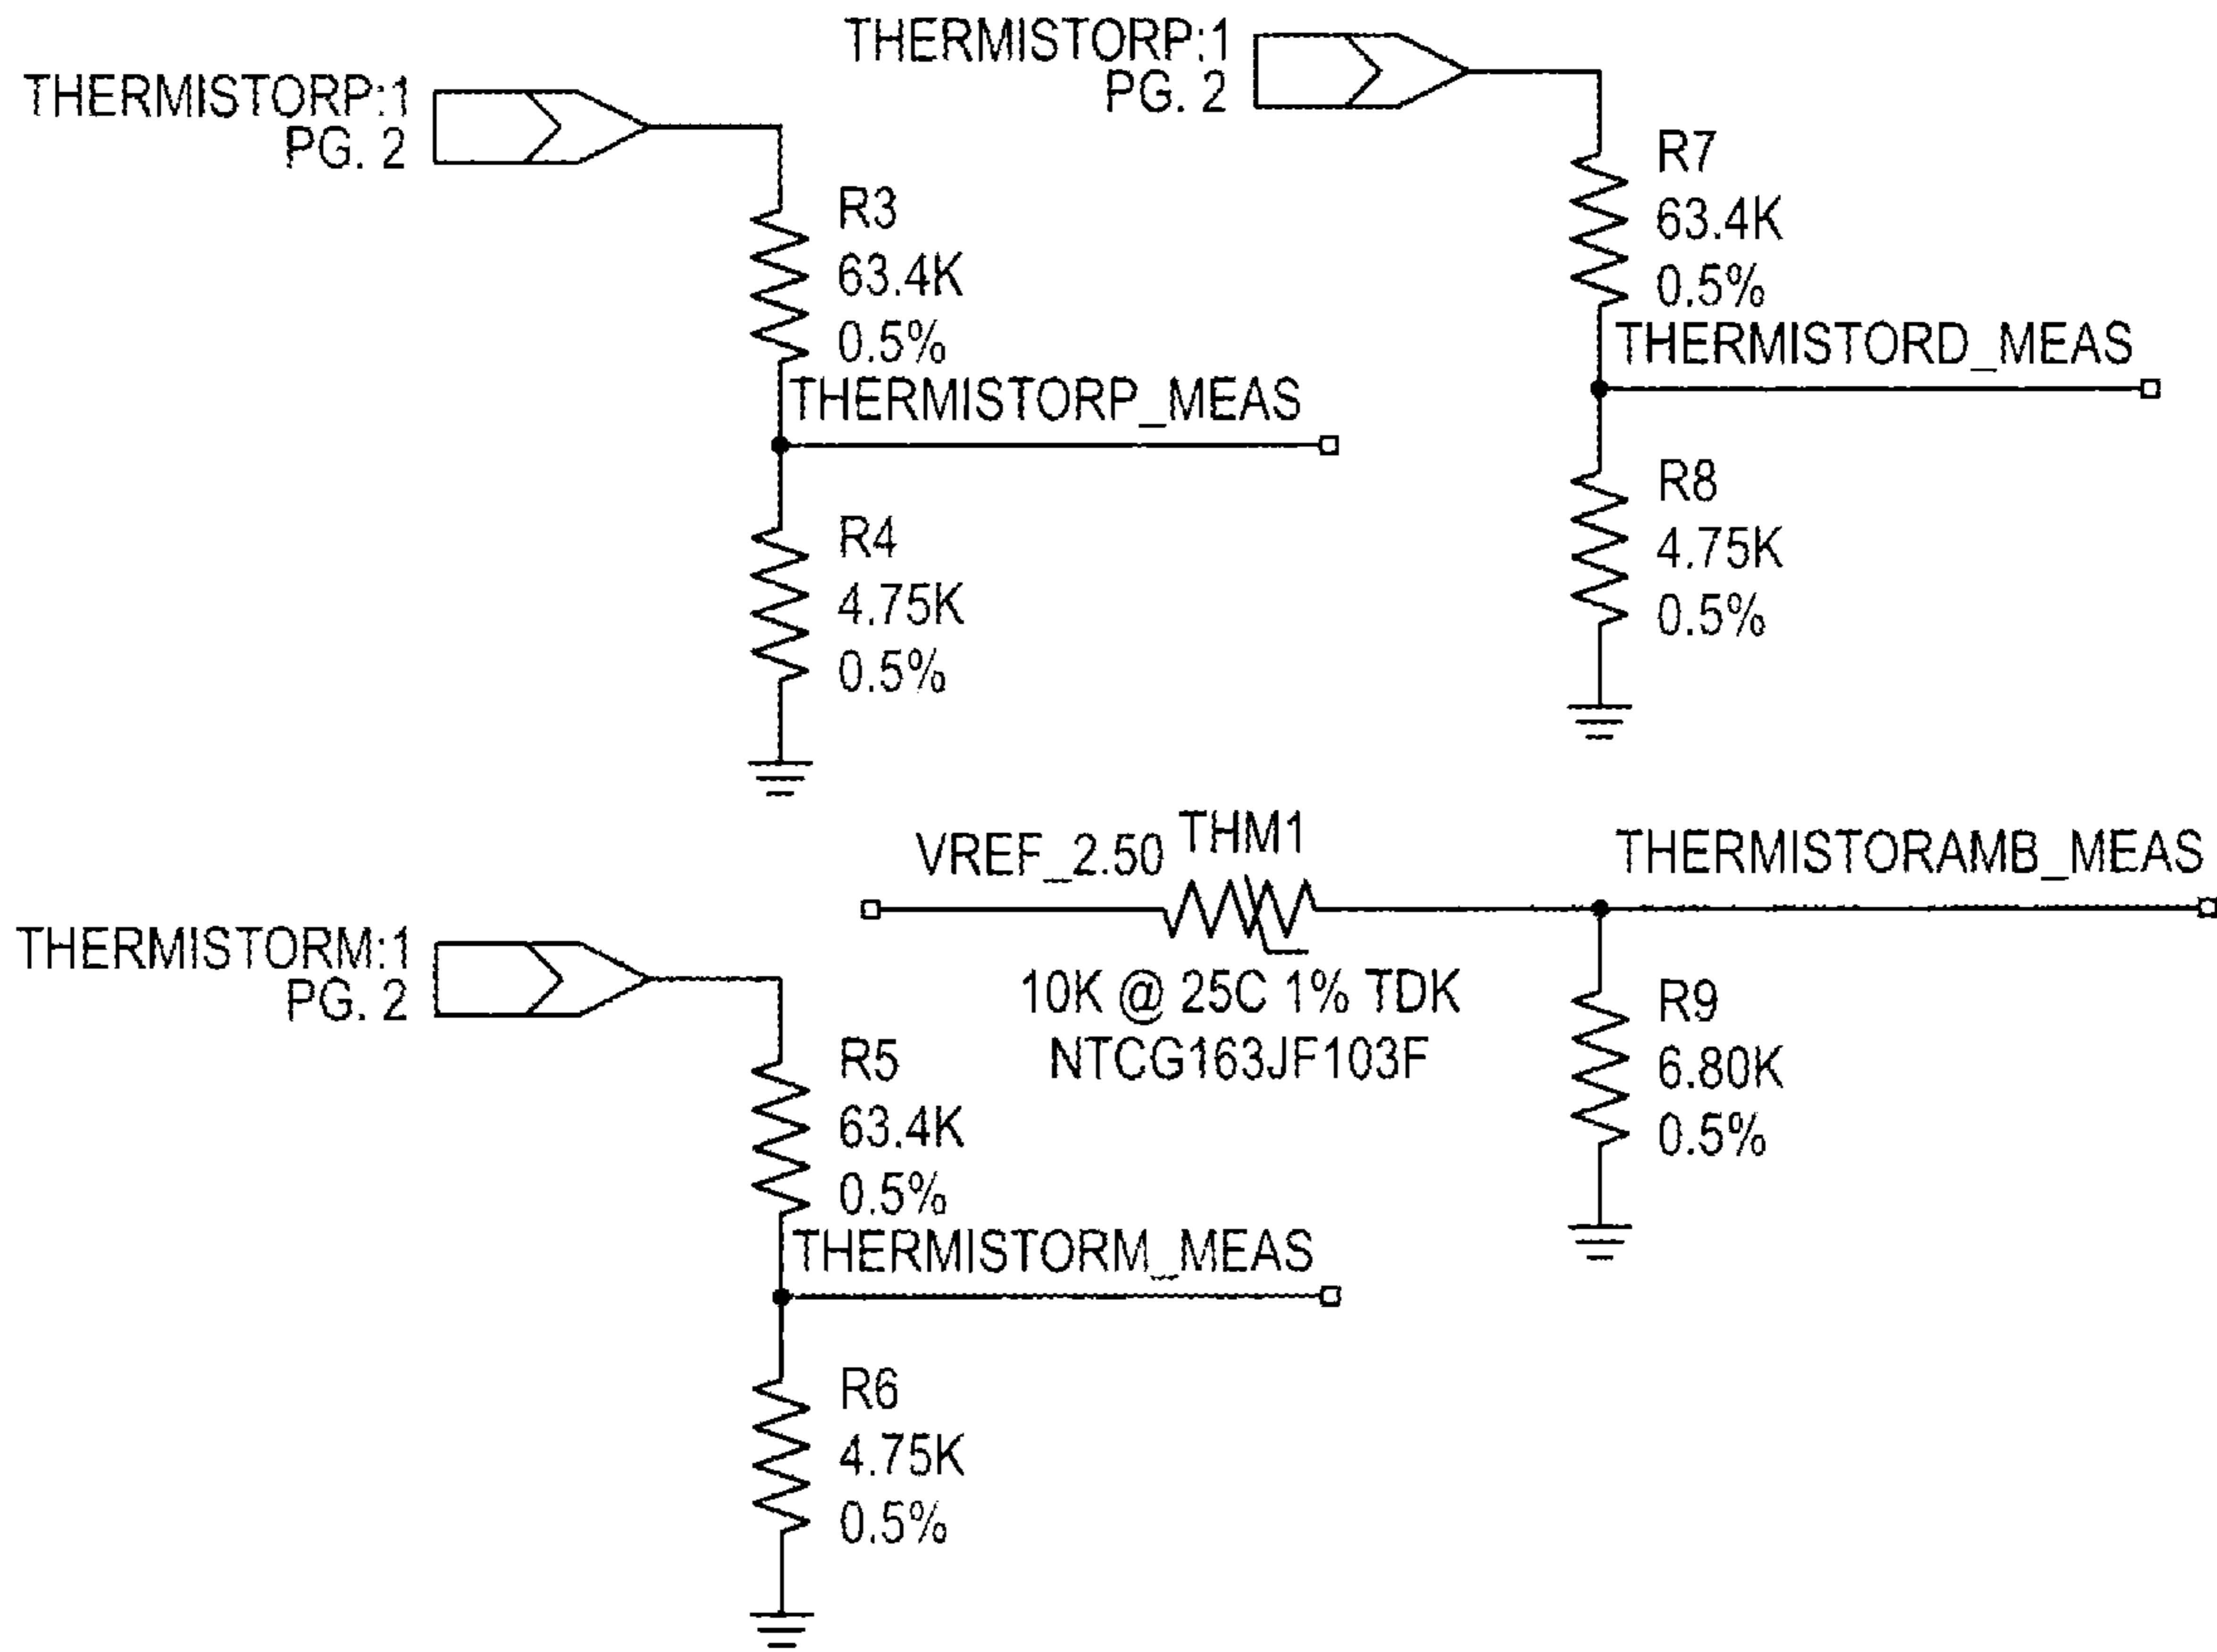 THERMISTORP:1
PG. 2
R3
63.4K
0.5%
THERMISTORP_MEAS
R4
4.75K
0.5%
THERMISTORP:1
PG. 2
R7
63.4K
0.5%
THERMISTORD_MEAS
R8
4.75K
0.5%
THERMISTORM:1
PG. 2
R5
63.4K
0.5%
THERMISTORM_MEAS
R6
4.75K
0.5%
VREF_2.50
THM1
10K @ 25C 1% TDK
NTCG163JF103F
THERMISTORAMB_MEAS
R9
6.80K
0.5%